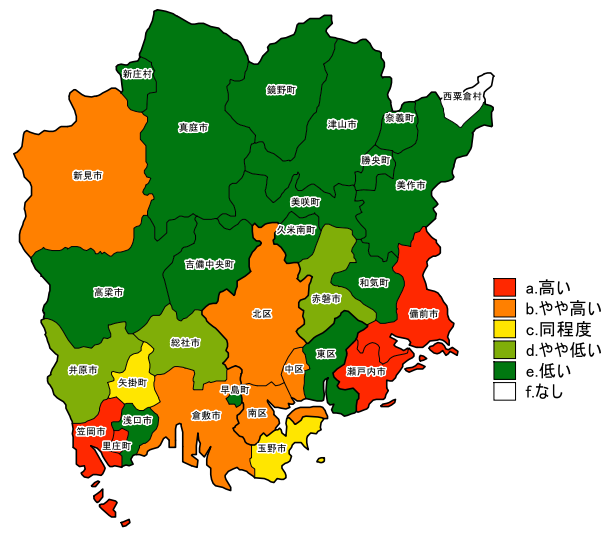 新庄村
鏡野町
西粟倉村
真庭市
津山市
奈義町
勝央町
新見市
美作市
美咲町
久米南町
吉備中央町
高梁市
和気町
赤磐市
北区
備前市
総社市
東区
井原市
中区
瀬戸内市
矢掛町
早島町
倉敷市
南区
浅口市
笠岡市
里庄町
玉野市
a.高い
b.やや高い
c.同程度
d.やや低い
e.低い
f.なし